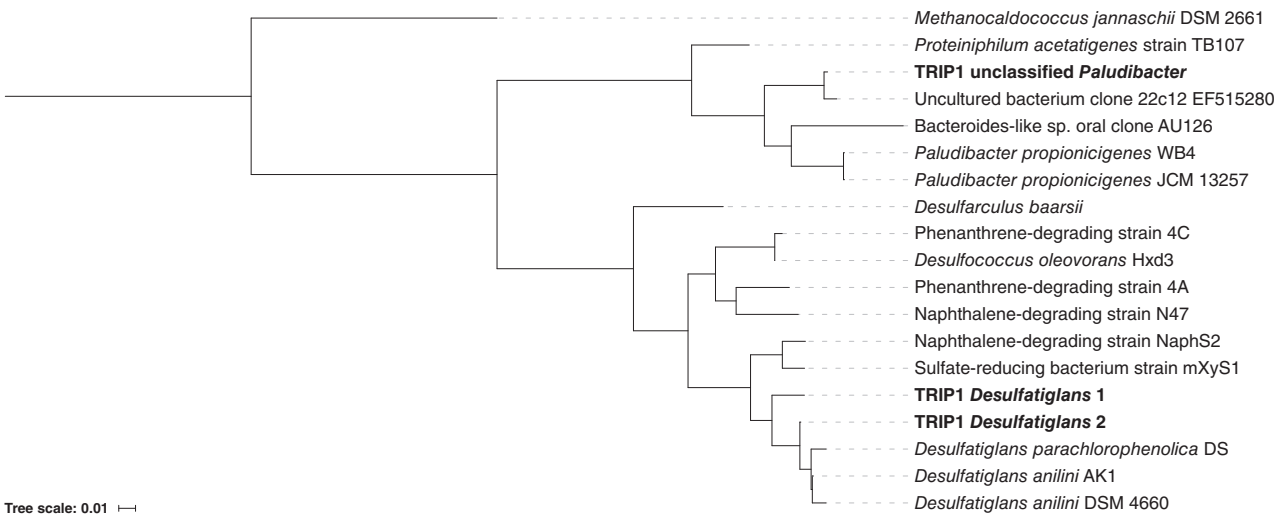 Methanocaldococcus jannaschii DSM 2661
Proteiniphilum acetatigenes strain TB107
TRIP1 unclassified Paludibacter
Uncultured bacterium clone 22c12 EF515280
Bacteroides-like sp. oral clone AU126
Paludibacter propionicigenes WB4
Paludibacter propionicigenes JCM 13257
Desulfarculus baarsii
Phenanthrene-degrading strain 4C
Desulfococcus oleovorans Hxd3
Phenanthrene-degrading strain 4A
Naphthalene-degrading strain N47
Naphthalene-degrading strain NaphS2
Sulfate-reducing bacterium strain mXyS1
TRIP1 Desulfatiglans 1
TRIP1 Desulfatiglans 2
Desulfatiglans parachlorophenolica DS
Desulfatiglans anilini AK1
Desulfatiglans anilini DSM 4660
Tree scale: 0.01